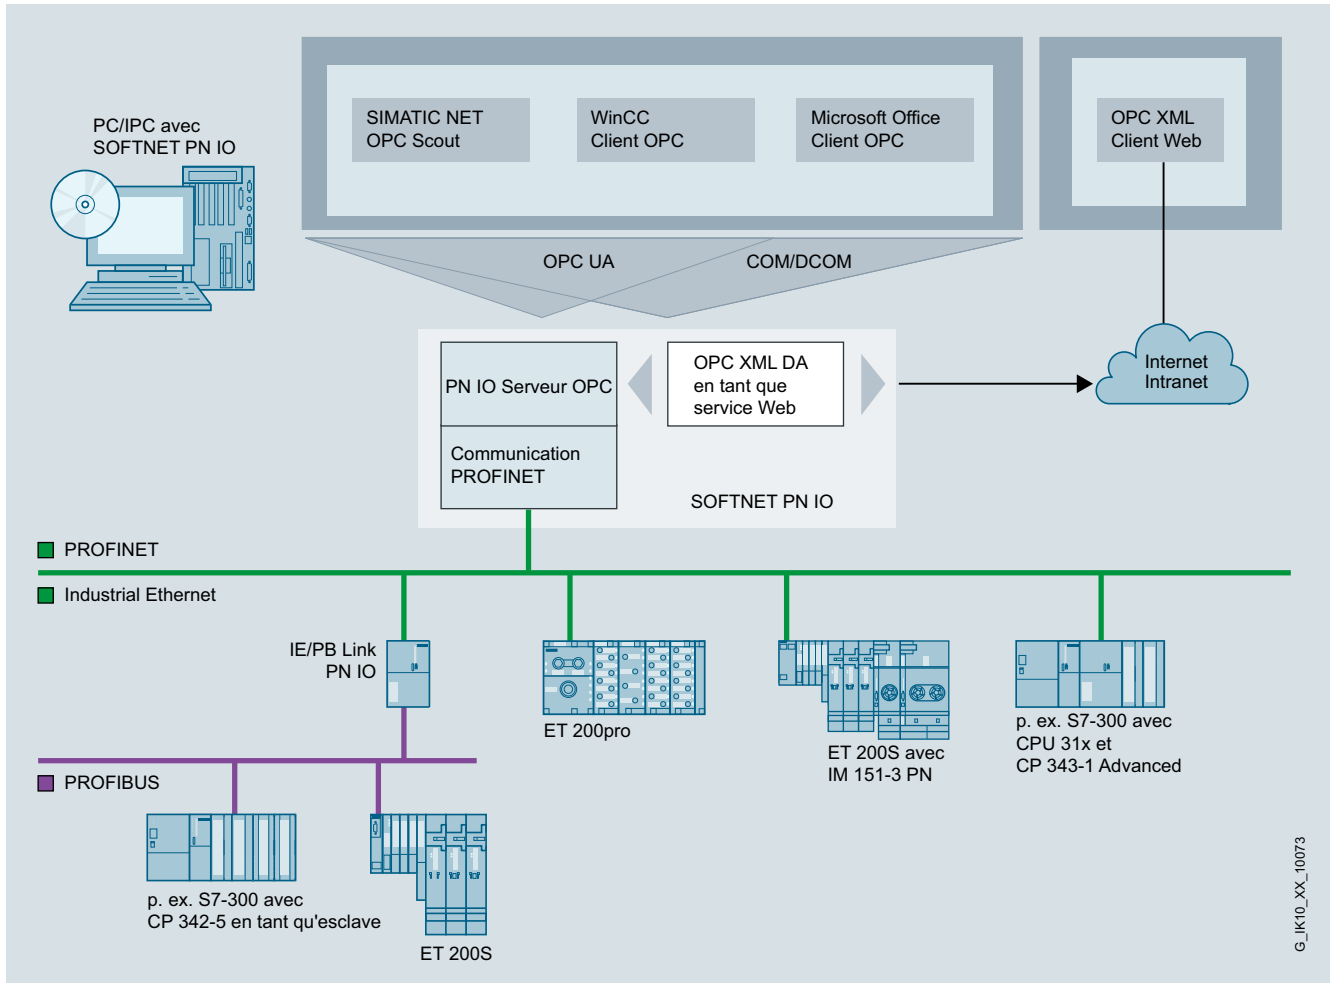 PC/IPC avec
SOFTNET PN IO
SIMATIC NET
OPC Scout
WinCC
Client OPC
Microsoft Office
Client OPC
OPC XML
Client Web
OPC UA
COM/DCOM
PN IO Serveur OPC
Communication
PROFINET
OPC XML DA
en tant que
service Web
SOFTNET PN IO
Internet
Intranet
PROFINET
Industrial Ethernet
IE/PB Link
PN IO
ET 200pro
ET 200S avec
IM 151-3 PN
p. ex. S7-300 avec
CPU 31x et
CP 343-1 Advanced
PROFIBUS
p. ex. S7-300 avec
CP 342-5 en tant qu'esclave
ET 200S
G_IK10_XX_10073